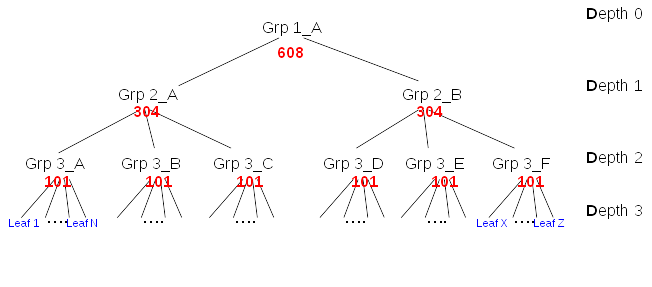 Grp 1_A
Depth 0
608
Grp 2_A
Grp 2_B
Depth 1
304
304
Grp 3_A
Grp 3_B
Grp 3_C
Grp 3_D
Grp 3_E
Grp 3_F
Depth 2
101
101
101
101
101
101
Depth 3
Leaf 1
....
Leaf N
....
....
....
....
Leaf X
....
Leaf Z